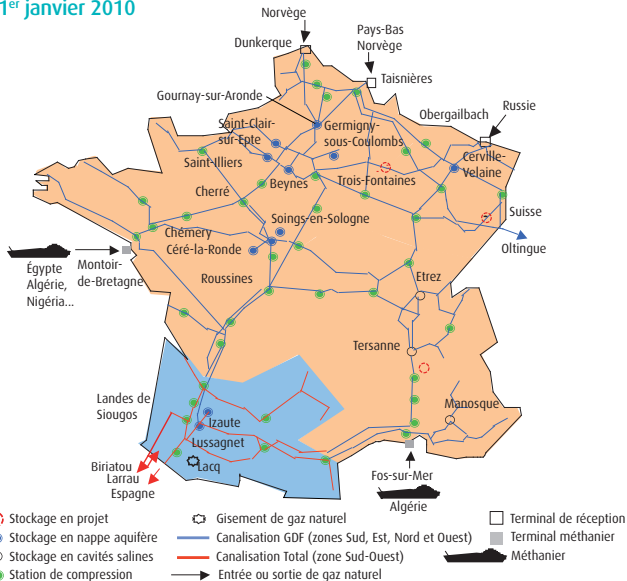 1er janvier 2010
Norvège
Dunkerque
Pays-Bas
Norvège
Taisnières
Gournay-sur-Aronde
Obergailbach
Russie
Saint-Clair-
sur-Epte
Germigny-
sous-Coulombs
Saint-Illiers
Cerville-
Velaine
Beynes
Trois-Fontaines
Cherré
Soings-en-Sologne
Suisse
Oltingue
Chémery
Céré-la-Ronde
Égypte
Algérie,
Nigéria...
Montoir-
de-Bretagne
Roussines
Etrez
Tersanne
Landes de
Siougos
Manosque
Izaute
Lussagnet
Lacq
Biriatou
Larrau
Espagne
Fos-sur-Mer
Algérie
Stockage en projet
Gisement de gaz naturel
Terminal de réception
Stockage en nappe aquifère
Canalisation GDF (zones Sud, Est, Nord et Ouest)
Terminal méthanier
Stockage en cavités salines
Canalisation Total (zone Sud-Ouest)
Méthanier
Station de compression
Entrée ou sortie de gaz naturel